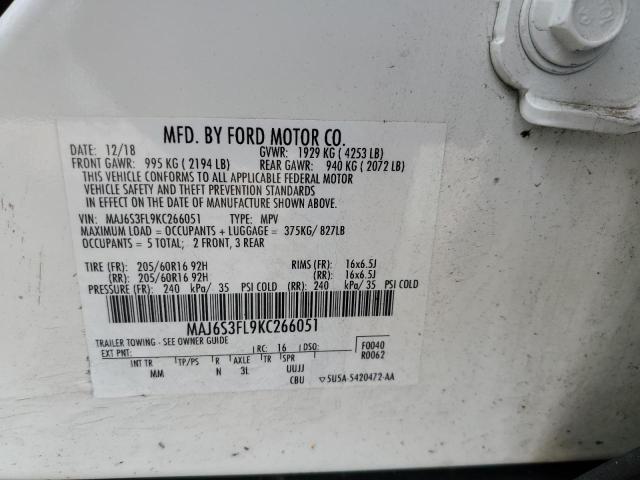 MFD. BY FORD MOTOR CO.
DATE: 12/18 GVWR: 1929 KG ( 4253 LB)
FRONT GAWR: 995 KG ( 2194 LB) REAR GAWR: 940 KG ( 2072 LB)
THIS VEHICLE CONFORMS TO ALL APPLICABLE FEDERAL MOTOR
VEHICLE SAFETY AND THEFT PREVENTION STANDARDS
IN EFFECT ON THE DATE OF MANUFACTURE SHOWN ABOVE.
VIN: MAJ6S3FL9KC266051 TYPE: MPV
MAXIMUM LOAD = OCCUPANTS + LUGGAGE = 375KG/ 827LB
OCCUPANTS = 5 TOTAL; 2 FRONT, 3 REAR
TIRE (FR): 205/60R16 92H RIMS (FR): 16x6.5J
(RR): 205/60R16 92H (RR): 16x6.5J
PRESSURE (FR): 240 kPa/ 35 PSI COLD (RR): 240 kPa/ 35 PSI COLD
MAJ6S3FL9KC266051
TRAILER TOWING - SEE OWNER GUIDE
EXT PNT: RC: 16 DSO: F0040
R0062
INT TR TP/PS R AXLE TR SPR
MM N 3L UUJJ
CBU 5U5A-5420472-AA